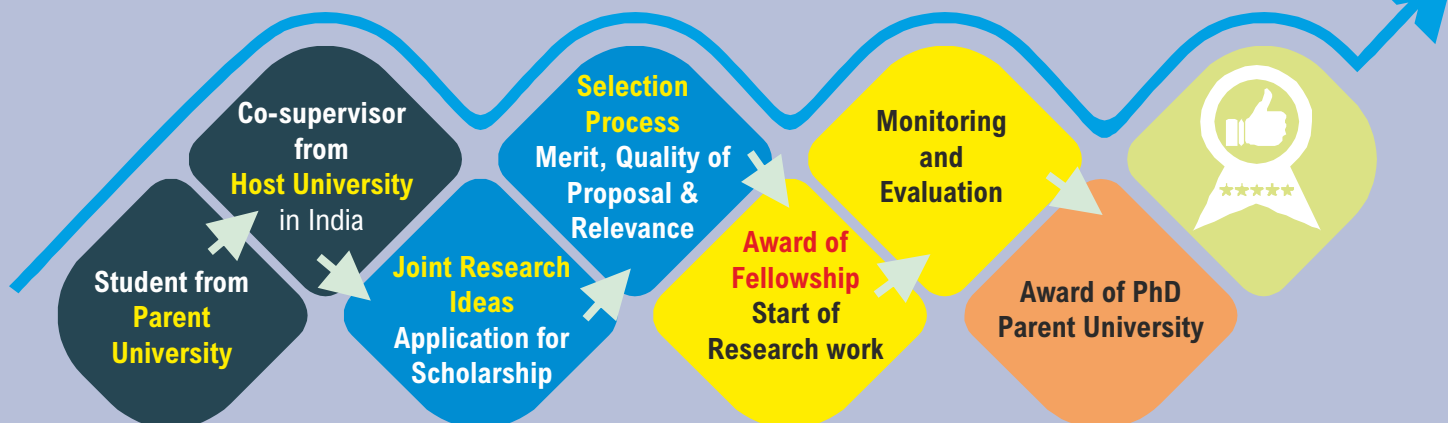 Student from
Parent
University
Co-supervisor
from
Host University
in India
Joint Research
Ideas
Application for
Scholarship
Selection
Process
Merit, Quality of
Proposal &
Relevance
Award of
Fellowship
Start of
Research work
Monitoring
and
Evaluation
Award of PhD
Parent University